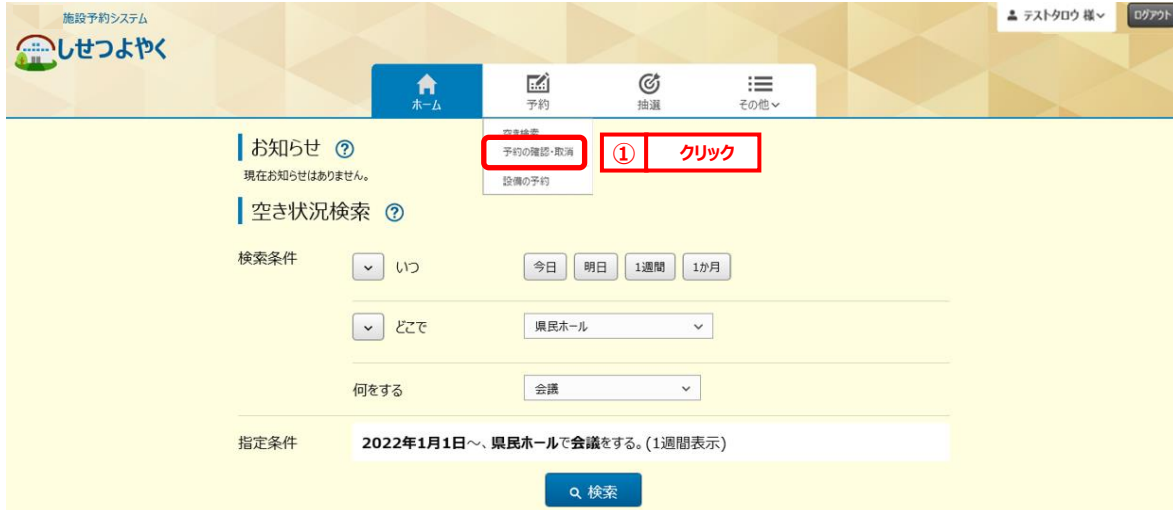 施設予約システム
しせつよやく
テストタロウ 様
ログアウト
ホーム
予約
抽選
その他
空き検索
予約の確認・取消
設備の予約
① クリック
お知らせ ?
現在お知らせはありません。
空き状況検索 ?
検索条件
いつ 今日 明日 1週間 1か月
どこで 県民ホール
何をする 会議
指定条件 2022年1月1日～、県民ホールで会議をする。(1週間表示)
検索